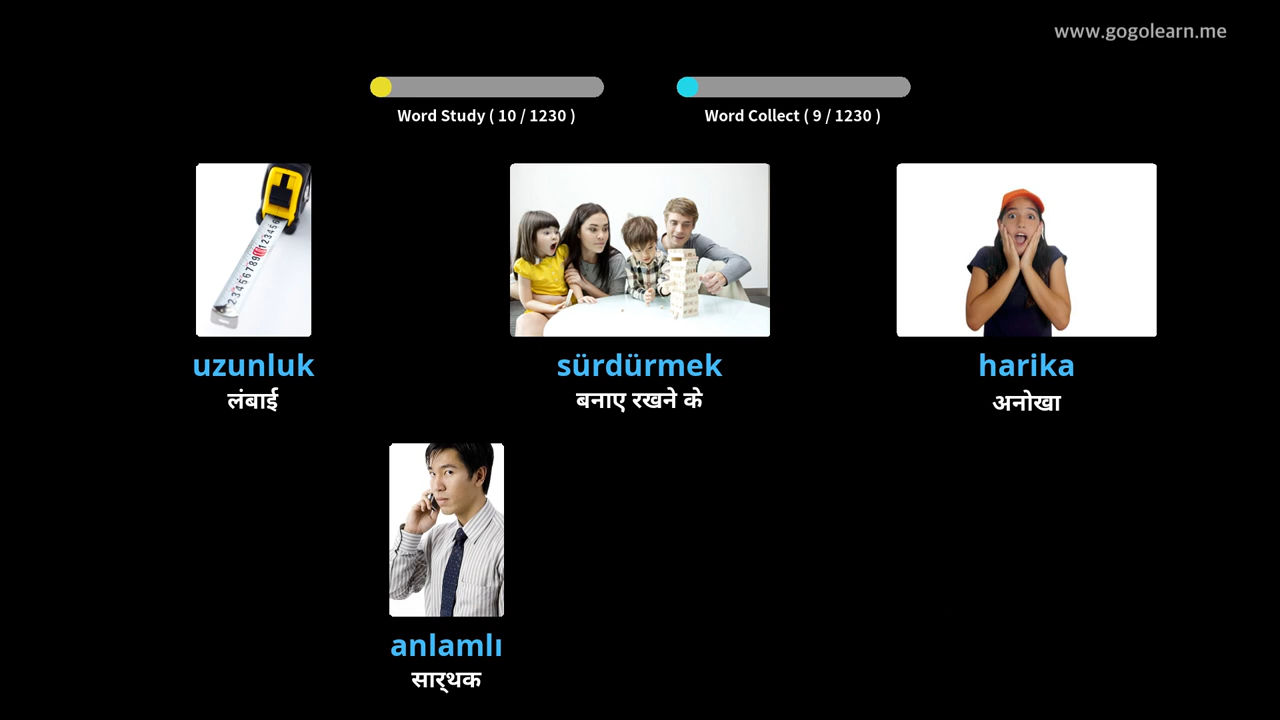 www.gogolearn.me
Word Study ( 10 / 1230 )
Word Collect ( 9 / 1230 )
uzunluk
लंबाई
sürdürmek
बनाए रखने के
harika
अनोखा
anlamlı
सार्थक